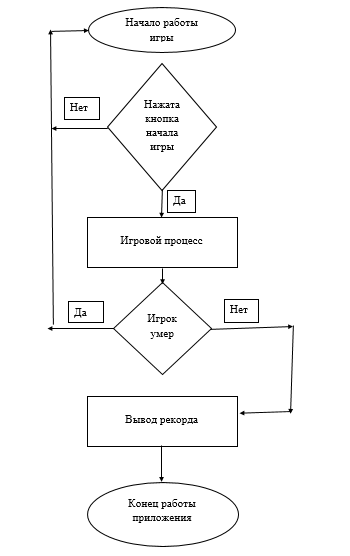 Начало работы
игры
Нет
Нажата
кнопка
начала
игры
Да
Игровой процесс
Да
Игрок
умер
Нет
Вывод рекорда
Конец работы
приложения